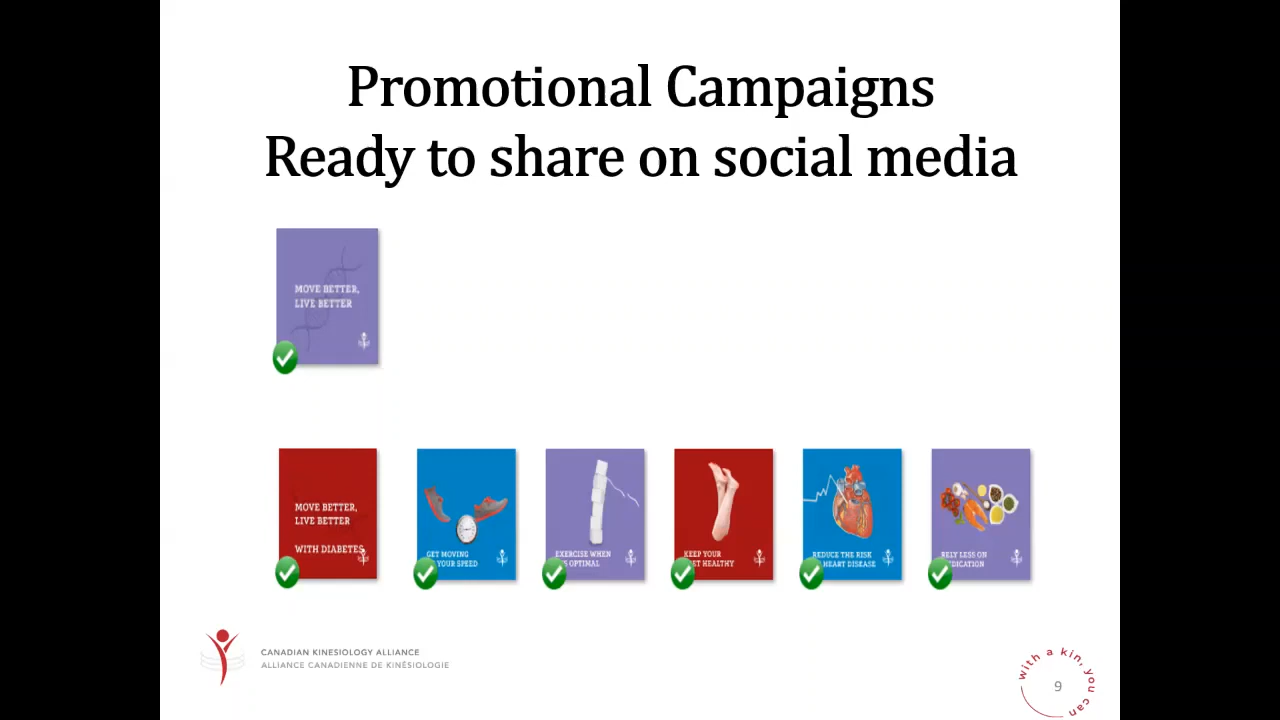 Promotional Campaigns
Ready to share on social media
MOVE BETTER,
LIVE BETTER
MOVE BETTER,
LIVE BETTER
WITH DIABETES
GET MOVING
YOUR SPEED
EXERCISE WHEN
OPTIMAL
KEEP YOUR
HEALTHY
REDUCE THE RISK
HEART DISEASE
RELY LESS ON
CANADIAN KINESIOLOGY ALLIANCE
ALLIANCE CANADIENNE DE KINÉSIOLOGIE
with a kin, you can
9